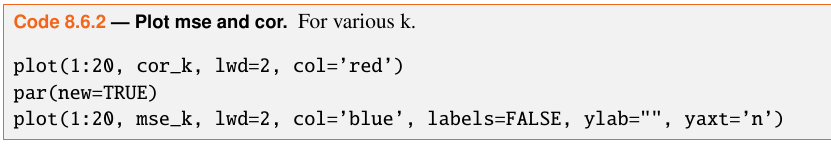 Code 8.6.2 — Plot mse and cor. For various k.
plot(1:20, cor_k, lwd=2, col=’red’)
par(new=TRUE)
plot(1:20, mse_k, lwd=2, col=’blue’, labels=FALSE, ylab="", yaxt=’n’)